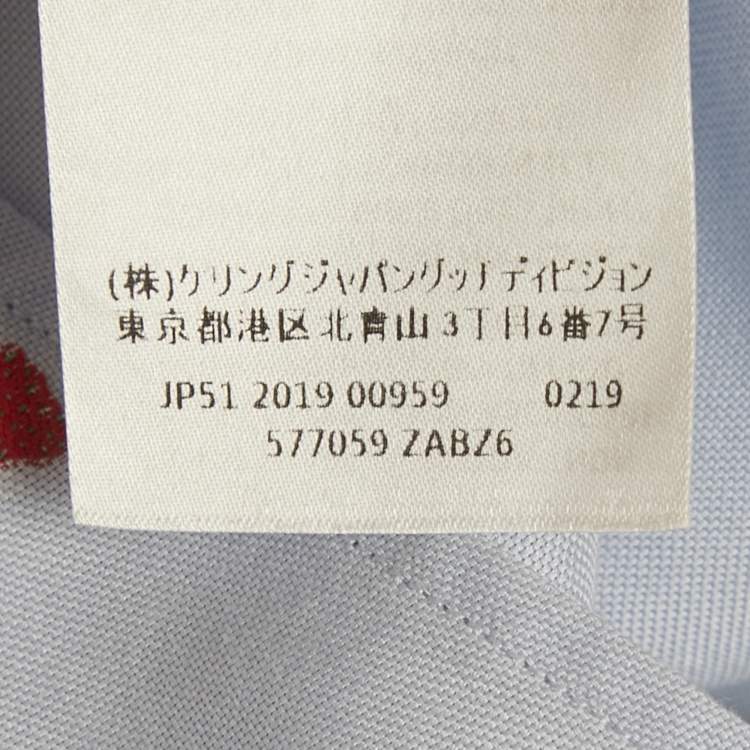 (株)ケリングジャパングッチディビジョン
東京都港区北青山3丁目6番7号
JP51 2019 00959 0219
577059 ZABZ6